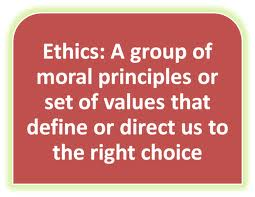 Ethics: A group of
moral principles or
set of values that
define or direct us to
the right choice